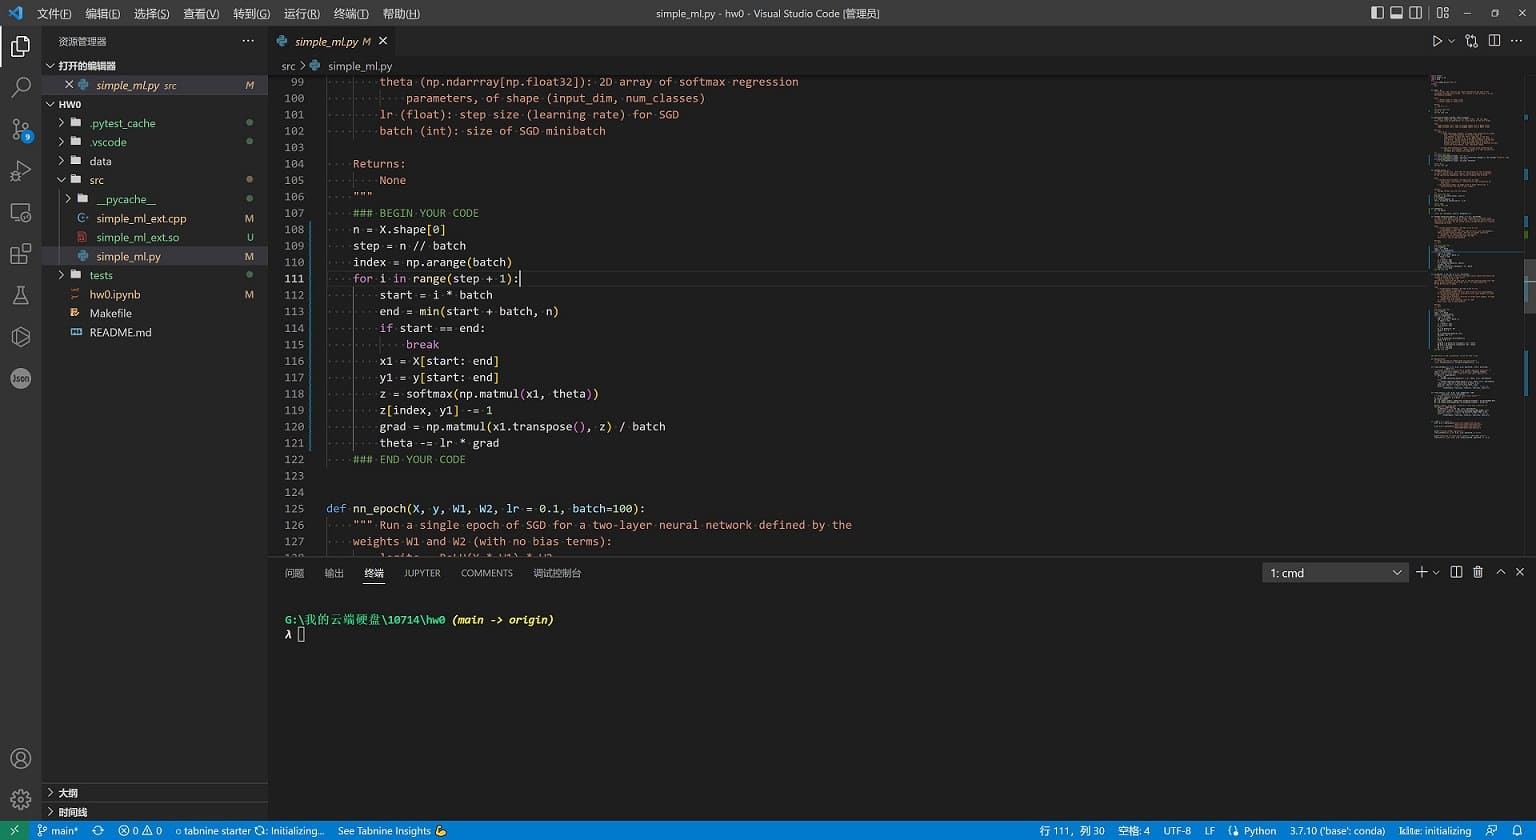 文件(F) 编辑(E) 选择(S) 查看(V) 转到(G) 运行(R) 终端(T) 帮助(H) simple_ml.py - hw0 - Visual Studio Code [管理员]
资源管理器
打开的编辑器
simple_ml.py src M
HW0
.pytest_cache
.vscode
data
src
__pycache__
simple_ml_ext.cpp M
simple_ml_ext.so U
simple_ml.py M
tests
hw0.ipynb M
Makefile
README.md
大纲
时间线
9
Json
simple_ml.py M
src > simple_ml.py
99 theta (np.ndarrray[np.float32]): 2D array of softmax regression
100 parameters, of shape (input_dim, num_classes)
101 lr (float): step size (learning rate) for SGD
102 batch (int): size of SGD minibatch
103
104 Returns:
105 None
106 """
107 ### BEGIN YOUR CODE
108 n = X.shape[0]
109 step = n // batch
110 index = np.arange(batch)
111 for i in range(step + 1):
112 start = i * batch
113 end = min(start + batch, n)
114 if start == end:
115 break
116 x1 = X[start: end]
117 y1 = y[start: end]
118 z = softmax(np.matmul(x1, theta))
119 z[index, y1] -= 1
120 grad = np.matmul(x1.transpose(), z) / batch
121 theta -= lr * grad
122 ### END YOUR CODE
123
124
125 def nn_epoch(X, y, W1, W2, lr = 0.1, batch=100):
126 """ Run a single epoch of SGD for a two-layer neural network defined by the
127 weights W1 and W2 (with no bias terms):
128 logits = ReLU(X * W1) * W2
问题 输出 终端 JUPYTER COMMENTS 调试控制台 1: cmd
G:\我的云端硬盘\10714\hw0 (main -> origin)
λ
main* 0 0 tabnine starter : Initializing... See Tabnine Insights 行 111，列 30 空格: 4 UTF-8 LF Python 3.7.10 ('base': conda) kite: initializing